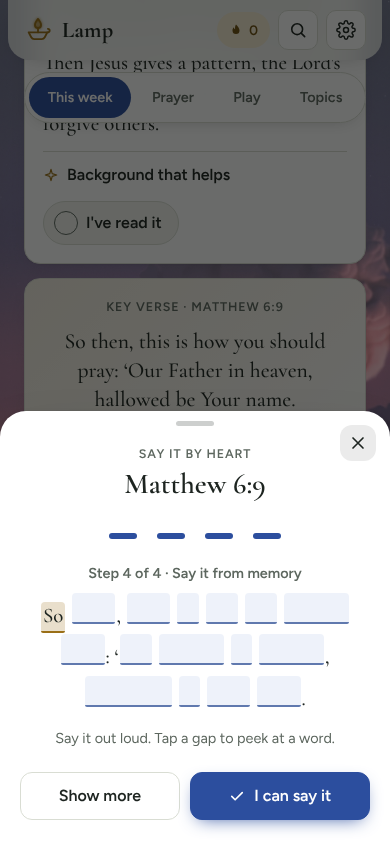 Lamp
0
Then Jesus gives a pattern, the Lord's
This week
Prayer
Play
Topics
forgive others.
Background that helps
I've read it
KEY VERSE · MATTHEW 6:9
So then, this is how you should
pray: ‘Our Father in heaven,
hallowed be Your name.
SAY IT BY HEART
Matthew 6:9
Step 4 of 4 · Say it from memory
So ,
: ‘ ,
.
Say it out loud. Tap a gap to peek at a word.
Show more
I can say it